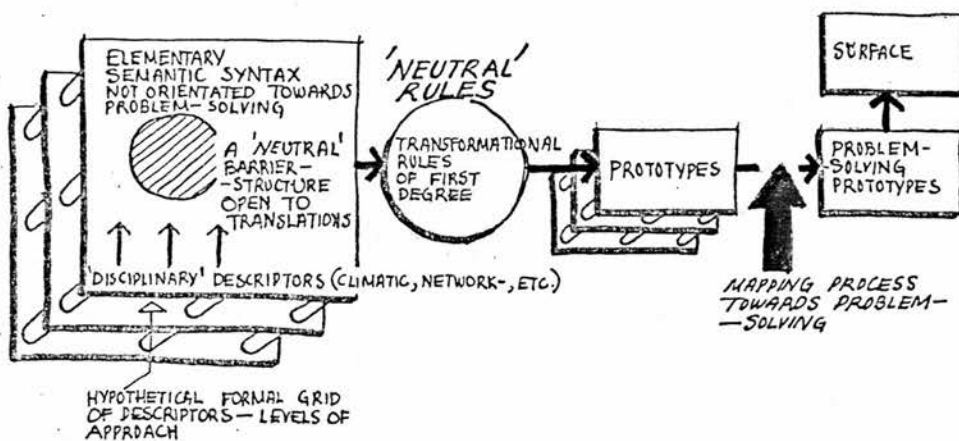 ELEMENTARY
SEMANTIC SYNTAX
NOT ORIENTATED TOWARDS
PROBLEM-SOLVING
A 'NEUTRAL'
BARRIER-
-STRUCTURE
OPEN TO
TRANSLATIONS
'DISCIPLINARY' DESCRIPTORS (CLIMATIC, NETWORK-, ETC.)
HYPOTHETICAL FORMAL GRID
OF DESCRIPTORS — LEVELS OF
APPROACH
'NEUTRAL'
RULES
TRANSFORMATIONAL
RULES
OF FIRST
DEGREE
PROTOTYPES
MAPPING PROCESS
TOWARDS PROBLEM-
-SOLVING
PROBLEM-
SOLVING
PROTOTYPES
SURFACE